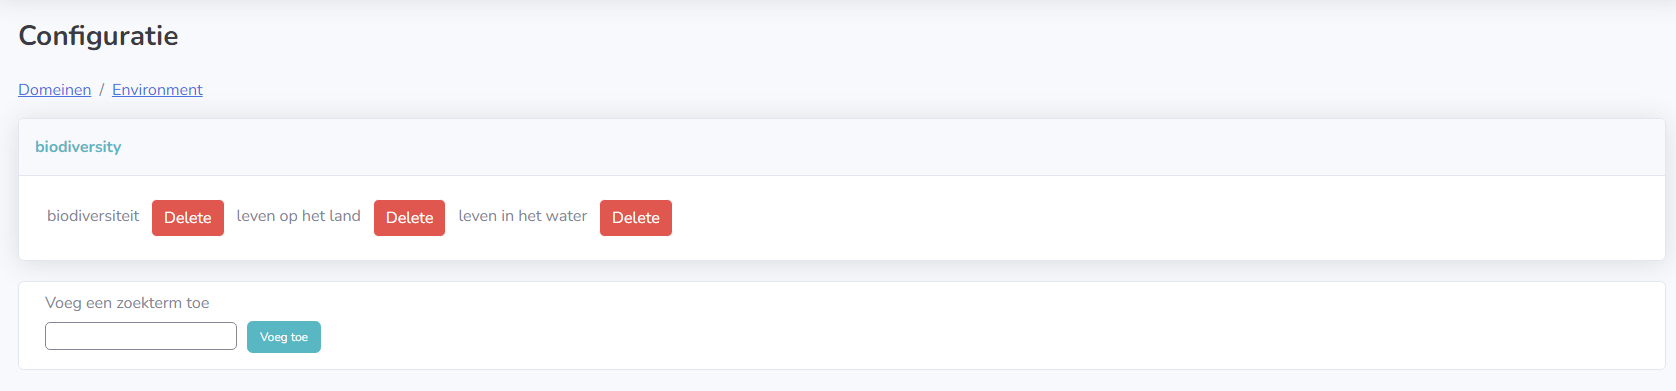 Configuratie
Domeinen / Environment
biodiversity
biodiversiteit Delete leven op het land Delete leven in het water Delete
Voeg een zoekterm toe
Voeg toe